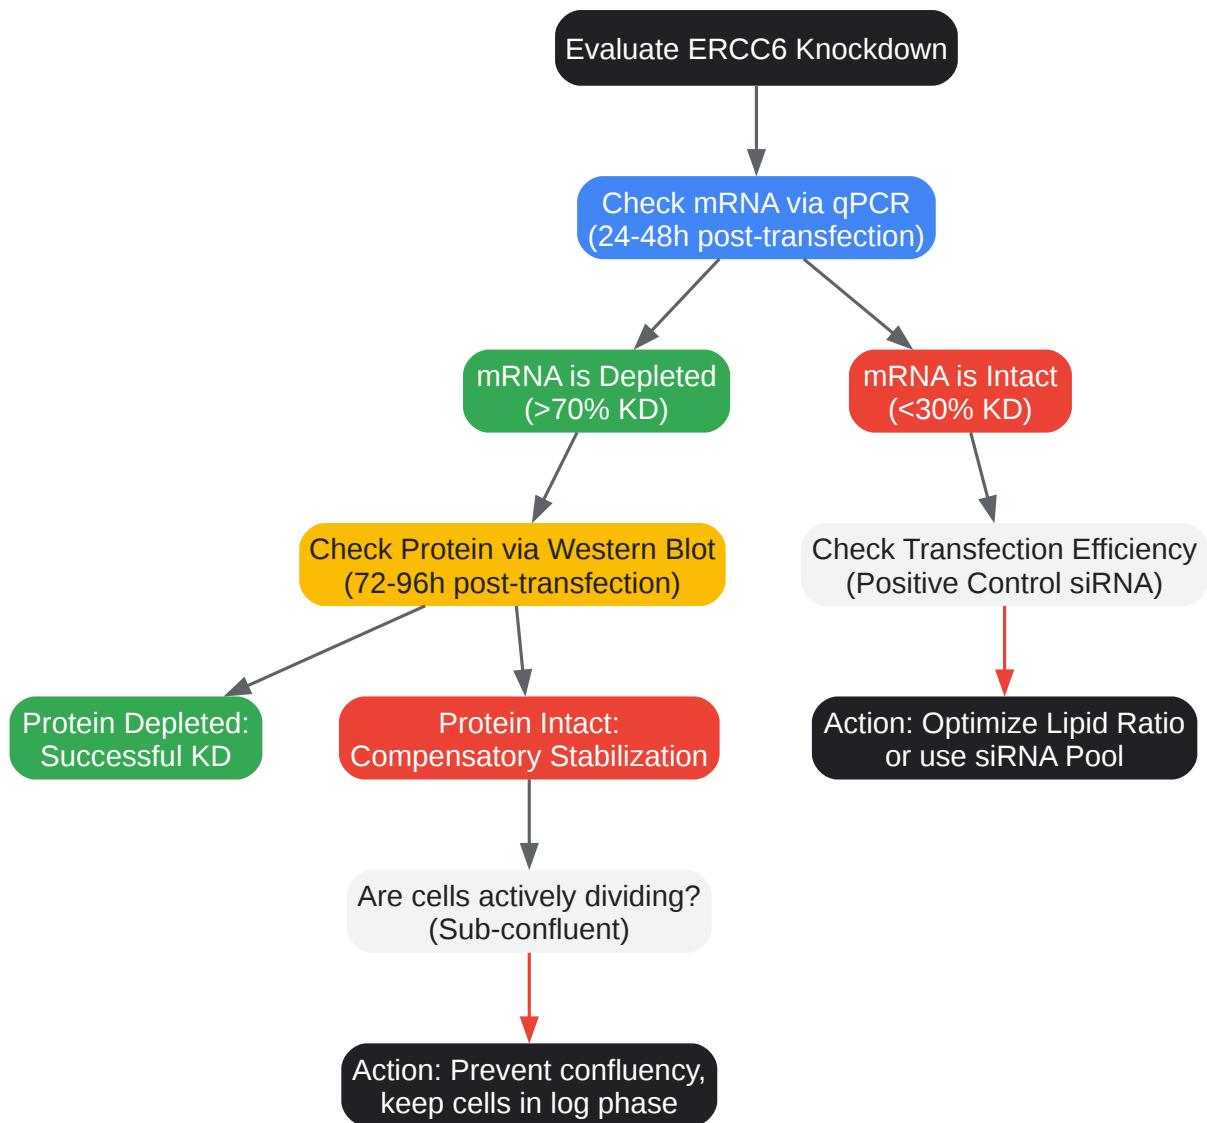 Evaluate ERCC6 Knockdown
Check mRNA via qPCR
(24-48h post-transfection)
mRNA is Depleted
(>70% KD)
mRNA is Intact
(<30% KD)
Check Protein via Western Blot
(72-96h post-transfection)
Check Transfection Efficiency
(Positive Control siRNA)
Protein Depleted:
Successful KD
Protein Intact:
Compensatory Stabilization
Action: Optimize Lipid Ratio
or use siRNA Pool
Are cells actively dividing?
(Sub-confluent)
Action: Prevent confluency,
keep cells in log phase